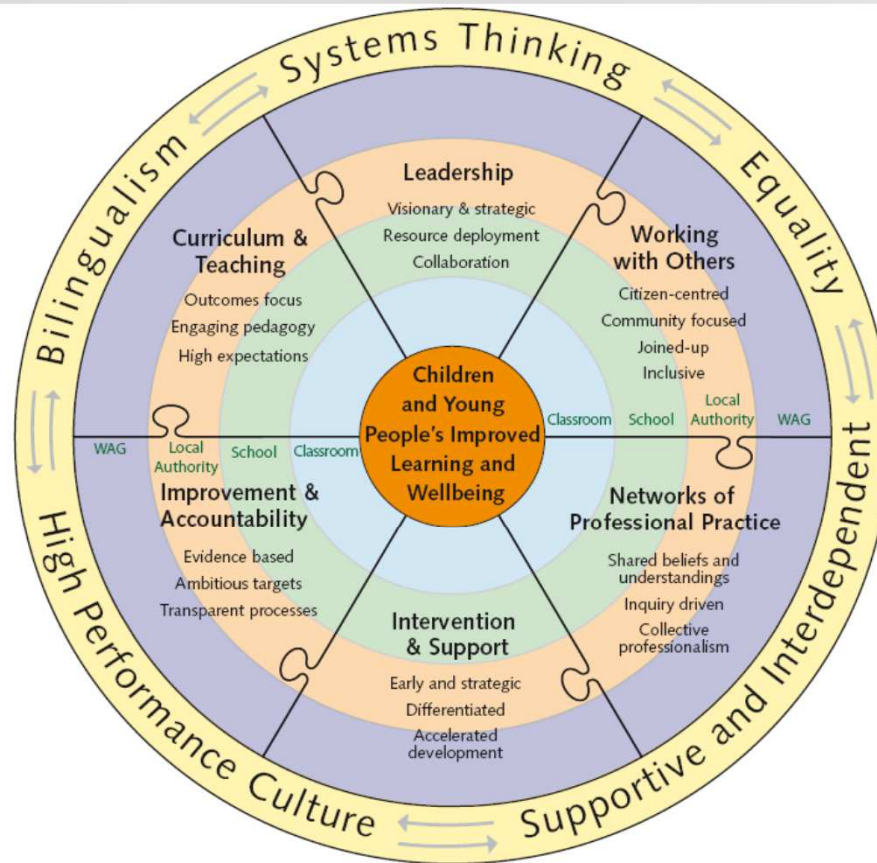 Systems Thinking
Equality
Supportive and Interdependent
High Performance Culture
Bilingualism
Leadership
Visionary & strategic
Resource deployment
Collaboration
Working
with Others
Citizen-centred
Community focused
Joined-up
Inclusive
Classroom
School
Local
Authority
WAG
Networks of
Professional Practice
Shared beliefs and
understandings
Inquiry driven
Collective
professionalism
Intervention
& Support
Early and strategic
Differentiated
Accelerated
development
WAG
Local
Authority
School
Classroom
Improvement &
Accountability
Evidence based
Ambitious targets
Transparent processes
Curriculum &
Teaching
Outcomes focus
Engaging pedagogy
High expectations
Children
and Young
People's Improved
Learning and
Wellbeing